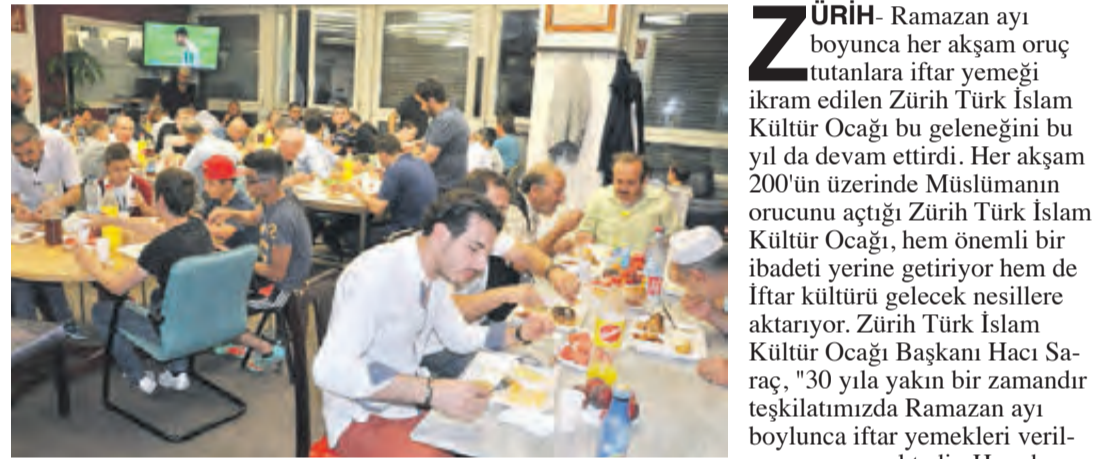 ZÜRİH- Ramazan ayı
boyunca her akşam oruç
tutanlara iftar yemeği
ikram edilen Zürih Türk İslam
Kültür Ocağı bu geleneğini bu
yıl da devam ettirdi. Her akşam
200'ün üzerinde Müslümanın
orucunu açtığı Zürih Türk İslam
Kültür Ocağı, hem önemli bir
ibadeti yerine getiriyor hem de
İftar kültürü gelecek nesillere
aktarıyor. Zürih Türk İslam
Kültür Ocağı Başkanı Hacı Sa-
raç, "30 yıla yakın bir zamandır
teşkilatımızda Ramazan ayı
boylunca iftar yemekleri veril-